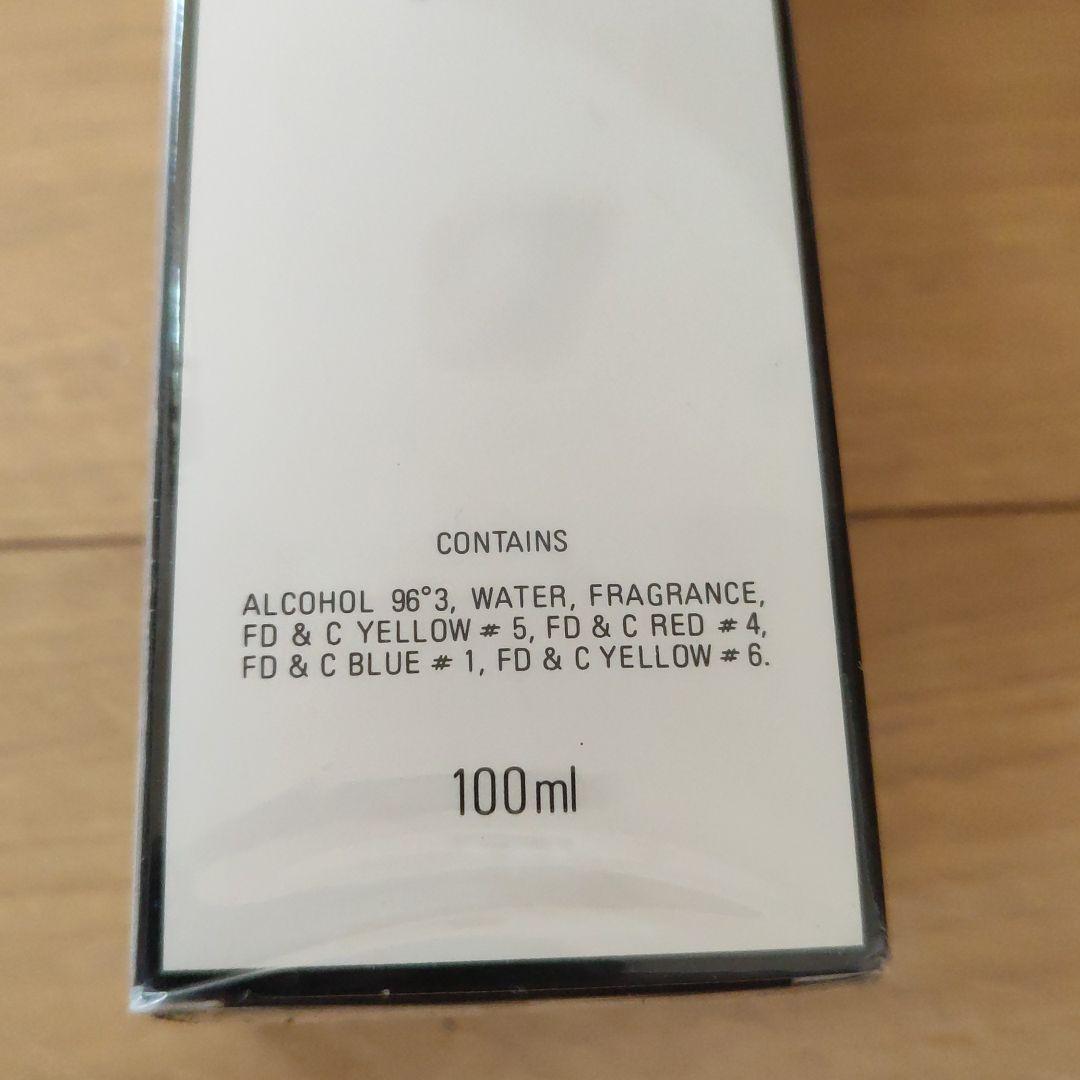 CONTAINS
ALCOHOL 96°3, WATER, FRAGRANCE,
FD & C YELLOW # 5, FD & C RED # 4,
FD & C BLUE # 1, FD & C YELLOW # 6.
100ml